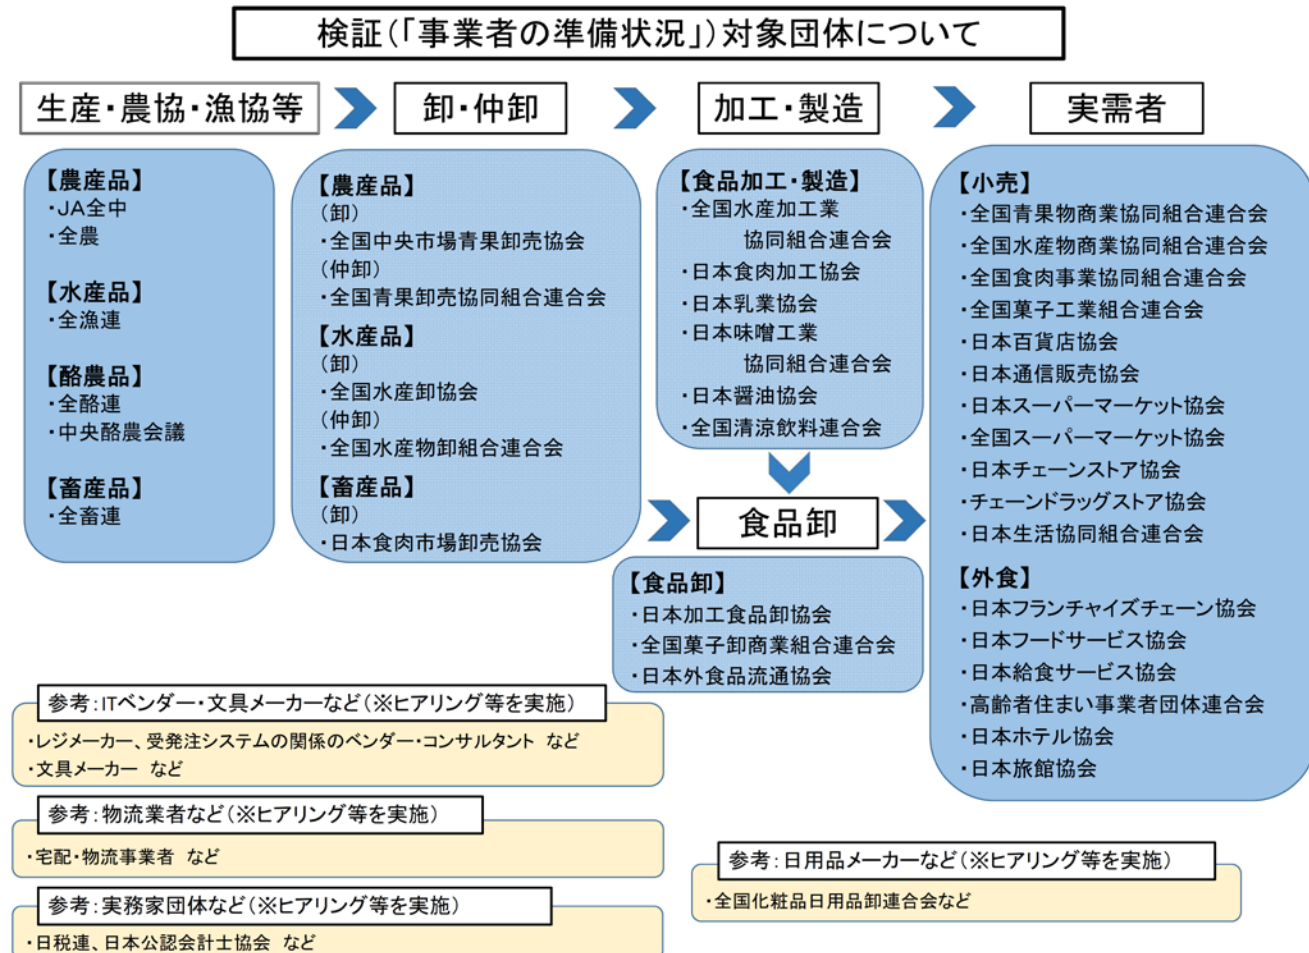 検証(「事業者の準備状況」)対象団体について
生産・農協・漁協等
卸・仲卸
加工・製造
実需者
【農産品】
・JA全中
・全農
【水産品】
・全漁連
【酪農品】
・全酪連
・中央酪農会議
【畜産品】
・全畜連
【農産品】
(卸)
・全国中央市場青果卸売協会
(仲卸)
・全国青果卸売協同組合連合会
【水産品】
(卸)
・全国水産卸協会
(仲卸)
・全国水産物卸組合連合会
【畜産品】
(卸)
・日本食肉市場卸売協会
【食品加工・製造】
・全国水産加工業
協同組合連合会
・日本食肉加工協会
・日本乳業協会
・日本味噌工業
協同組合連合会
・日本醤油協会
・全国清涼飲料連合会
食品卸
【食品卸】
・日本加工食品卸協会
・全国菓子卸商業組合連合会
・日本外食品流通協会
【小売】
・全国青果物商業協同組合連合会
・全国水産物商業協同組合連合会
・全国食肉事業協同組合連合会
・全国菓子工業組合連合会
・日本百貨店協会
・日本通信販売協会
・日本スーパーマーケット協会
・全国スーパーマーケット協会
・日本チェーンストア協会
・チェーンドラッグストア協会
・日本生活協同組合連合会
【外食】
・日本フランチャイズチェーン協会
・日本フードサービス協会
・日本給食サービス協会
・高齢者住まい事業者団体連合会
・日本ホテル協会
・日本旅館協会
参考:ITベンダー・文具メーカーなど(※ヒアリング等を実施)
・レジメーカー、受発注システムの関係のベンダー・コンサルタント など
・文具メーカー など
参考:物流業者など(※ヒアリング等を実施)
・宅配・物流事業者 など
参考:実務家団体など(※ヒアリング等を実施)
・日税連、日本公認会計士協会 など
参考:日用品メーカーなど(※ヒアリング等を実施)
・全国化粧品日用品卸連合会など